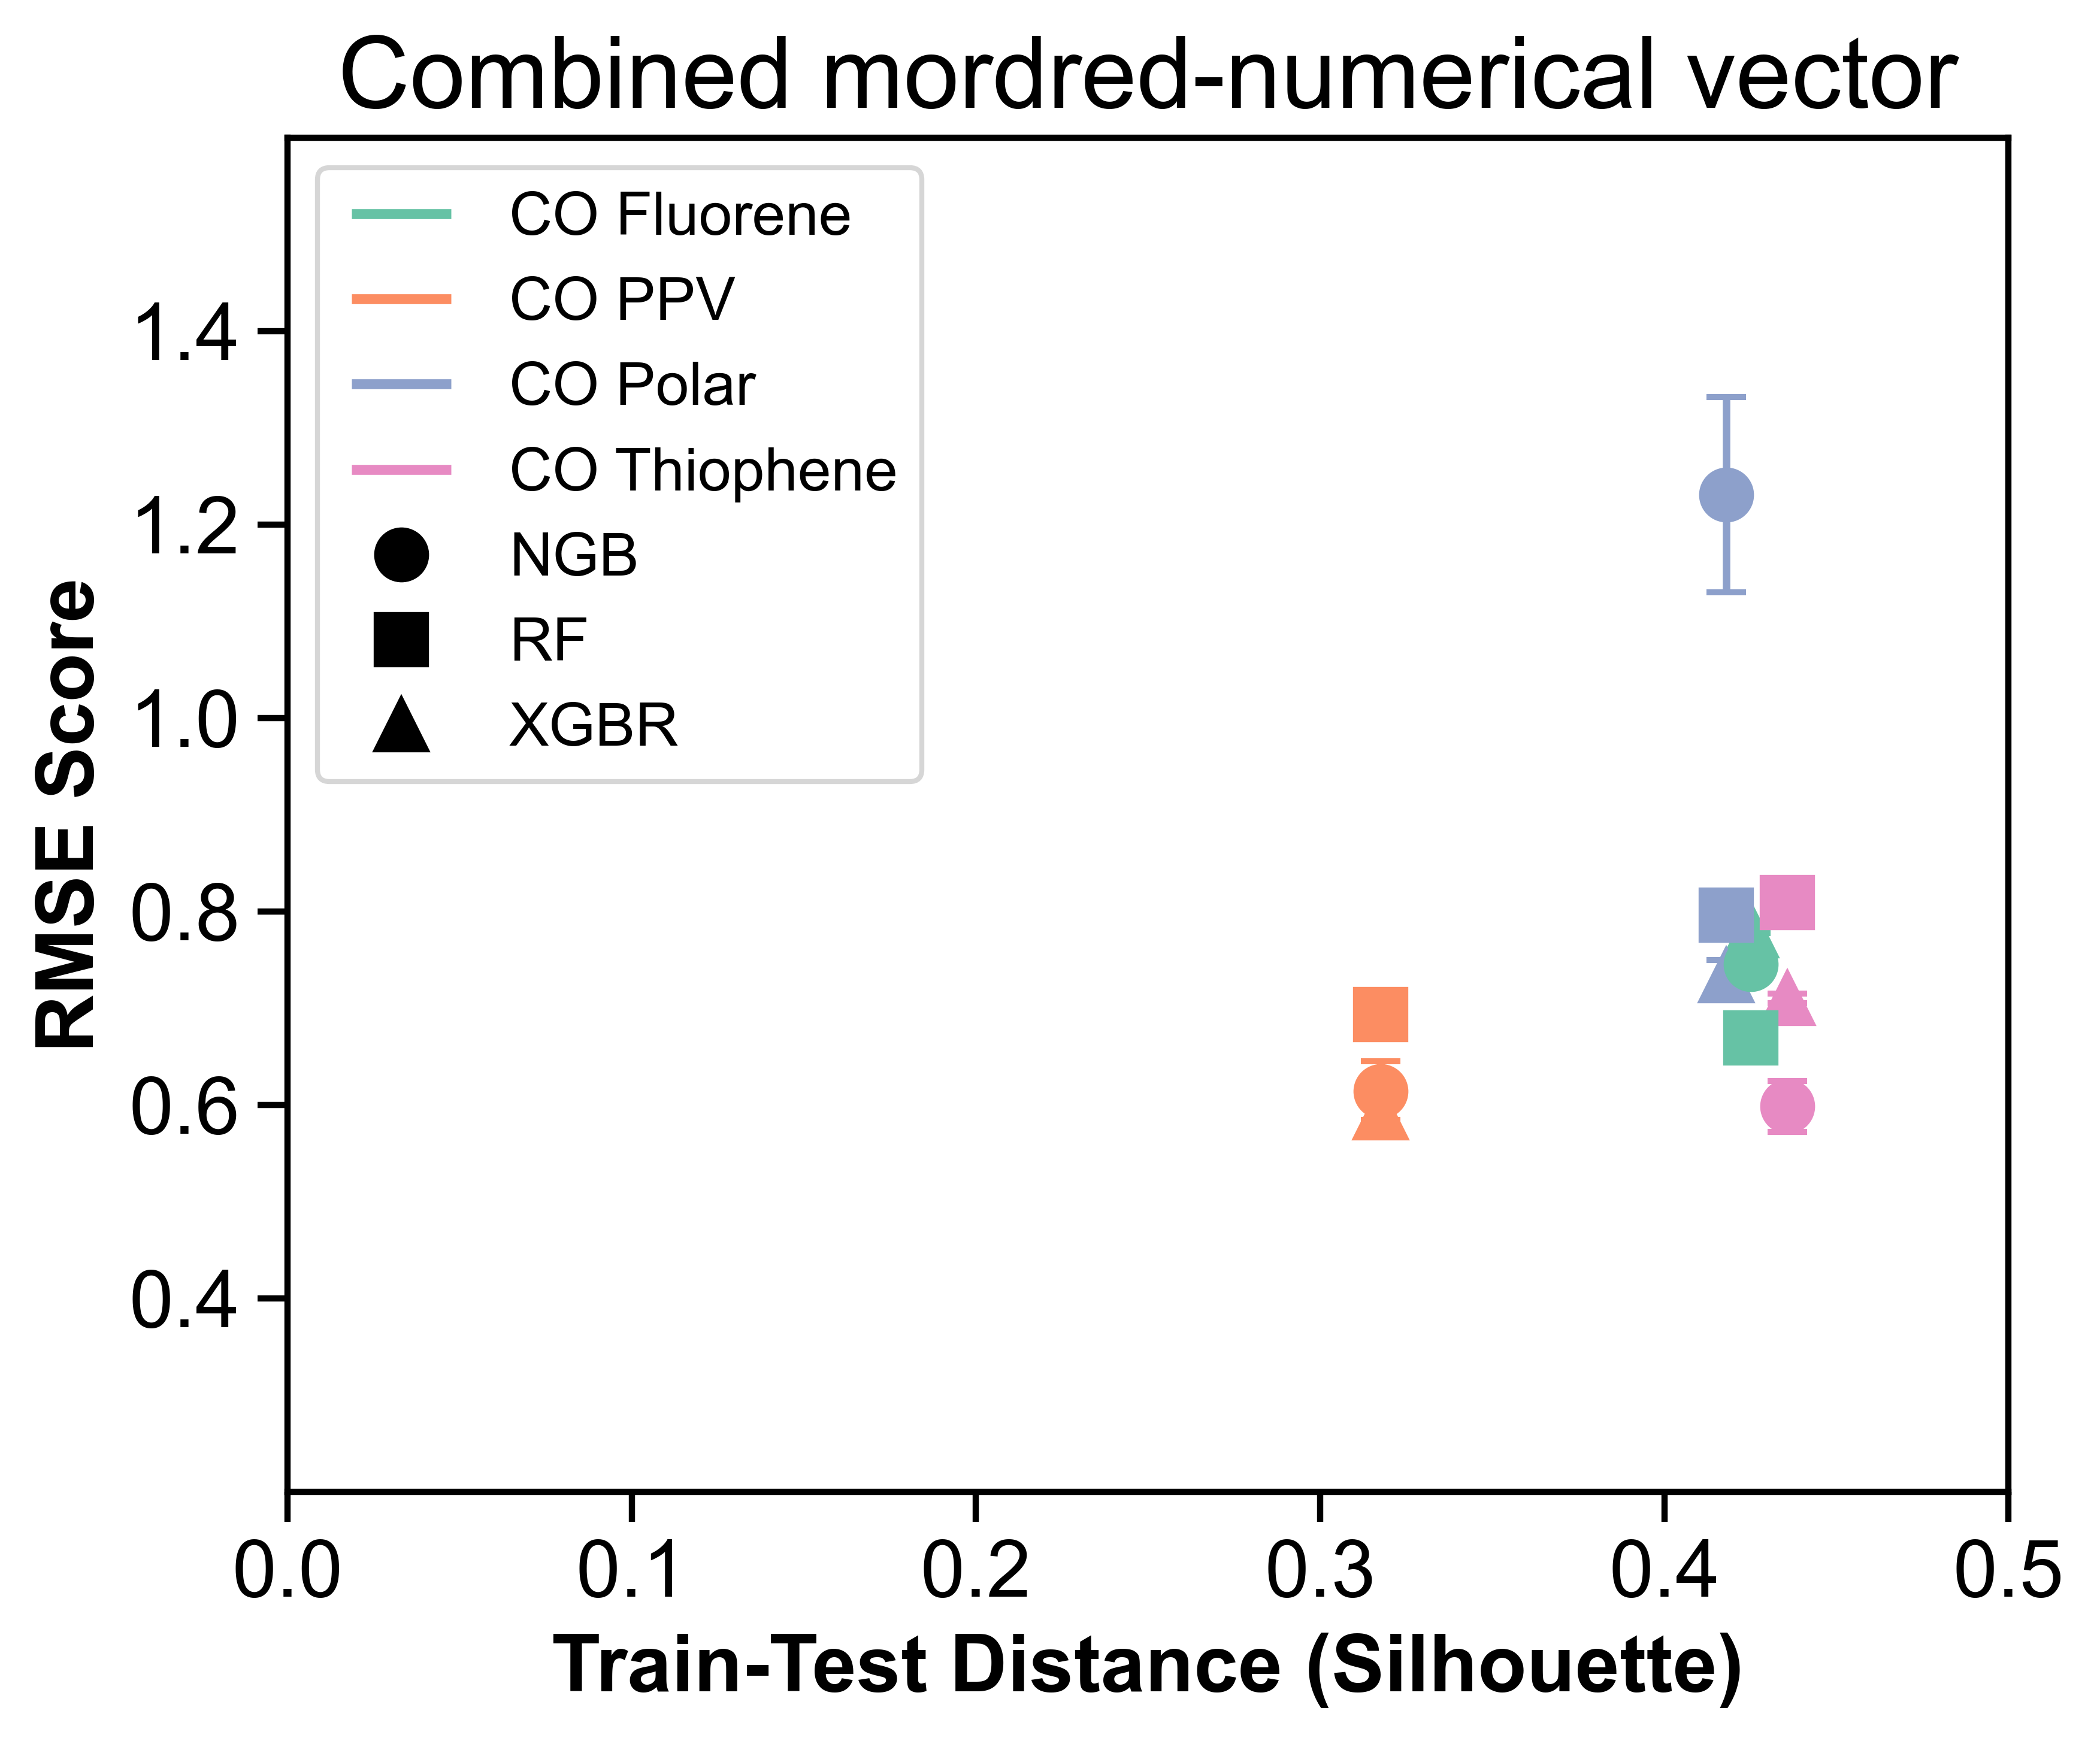 Combined mordred-numerical vector
CO Fluorene
CO PPV
CO Polar
CO Thiophene
NGB
RF
XGBR
RMSE Score
1.4
1.2
1.0
0.8
0.6
0.4
0.0 0.1 0.2 0.3 0.4 0.5
Train-Test Distance (Silhouette)